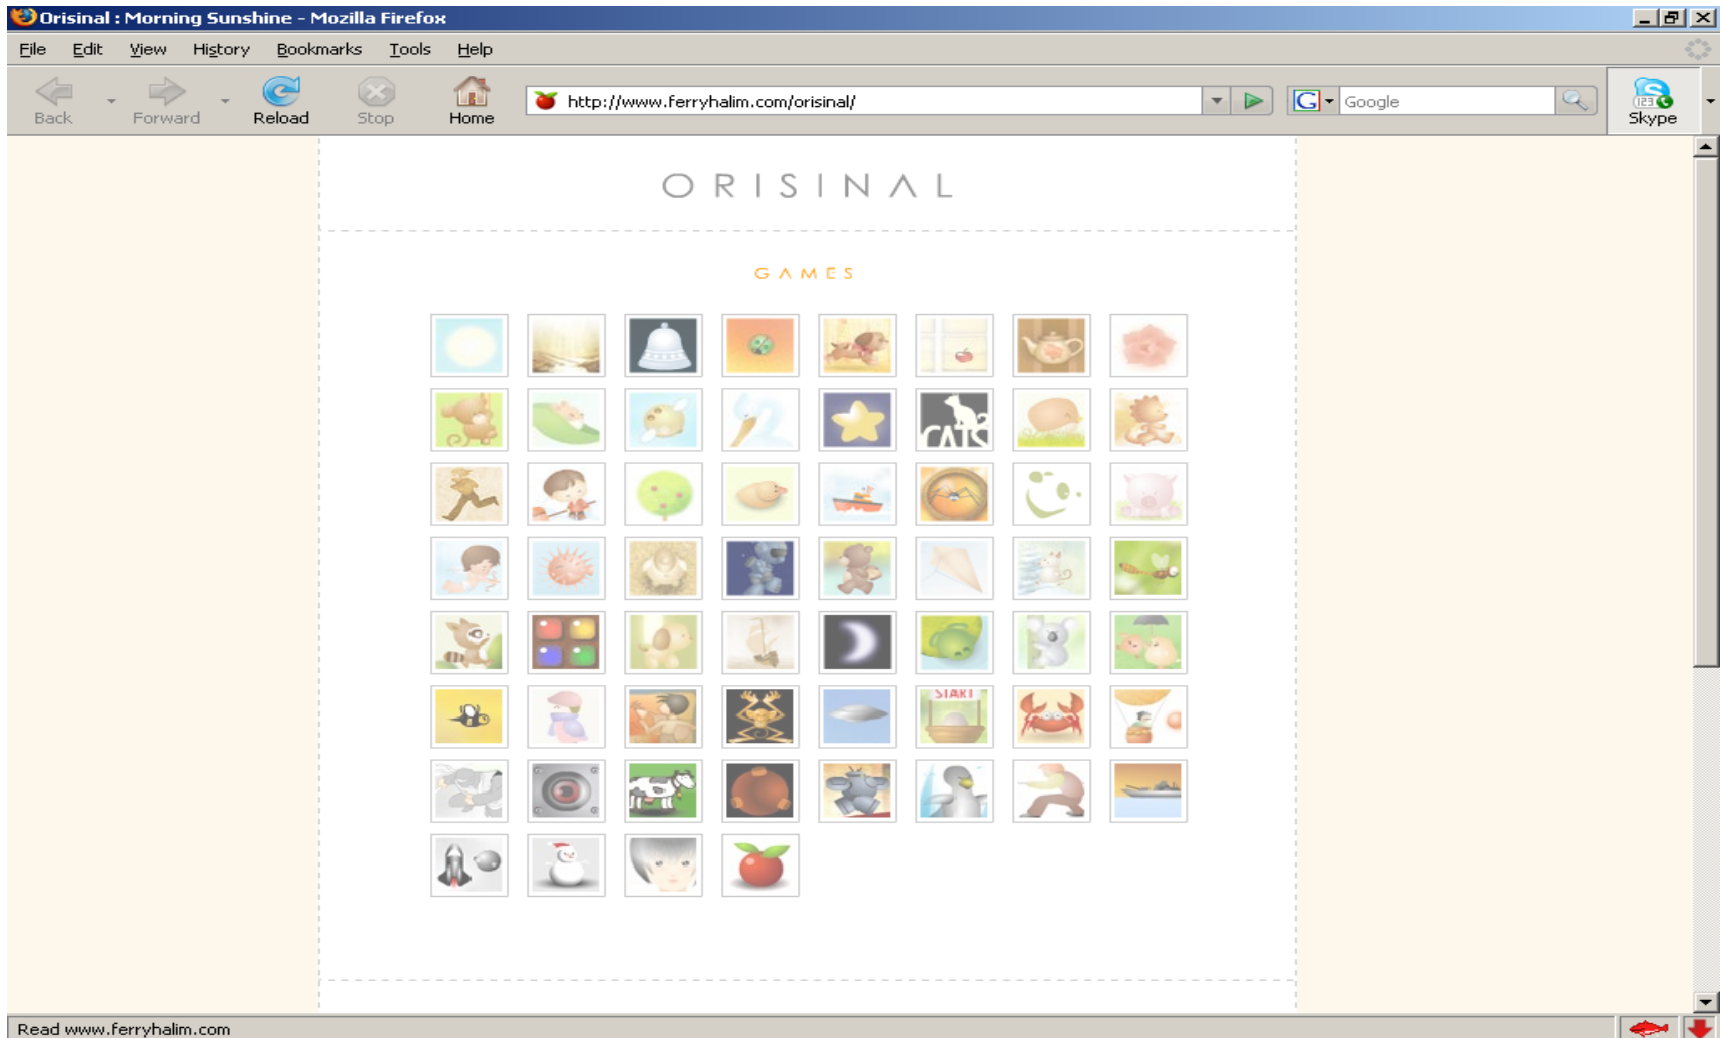 Orisinal : Morning Sunshine - Mozilla Firefox
File Edit View History Bookmarks Tools Help
Back Forward Reload Stop Home http://www.ferryhalim.com/orisinal/ G Google 123 Skype
ORISINAL
GAMES
CATS
START
Read www.ferryhalim.com